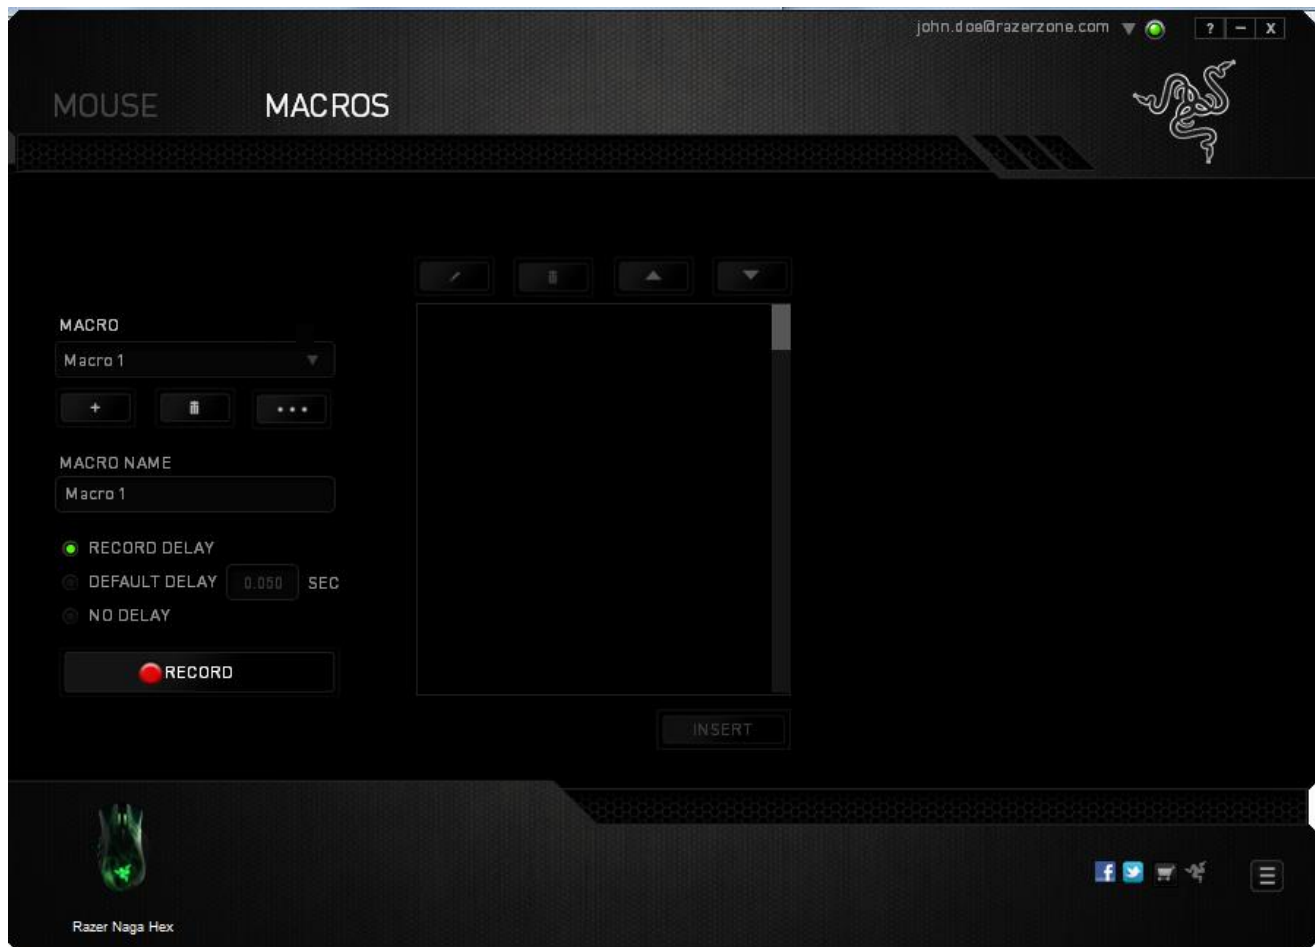 john.doe@razerzone.com
? – X
MOUSE MACROS
MACRO
Macro 1
+ •••
MACRO NAME
Macro 1
RECORD DELAY
DEFAULT DELAY 0.050 SEC
NO DELAY
RECORD
INSERT
Razer Naga Hex